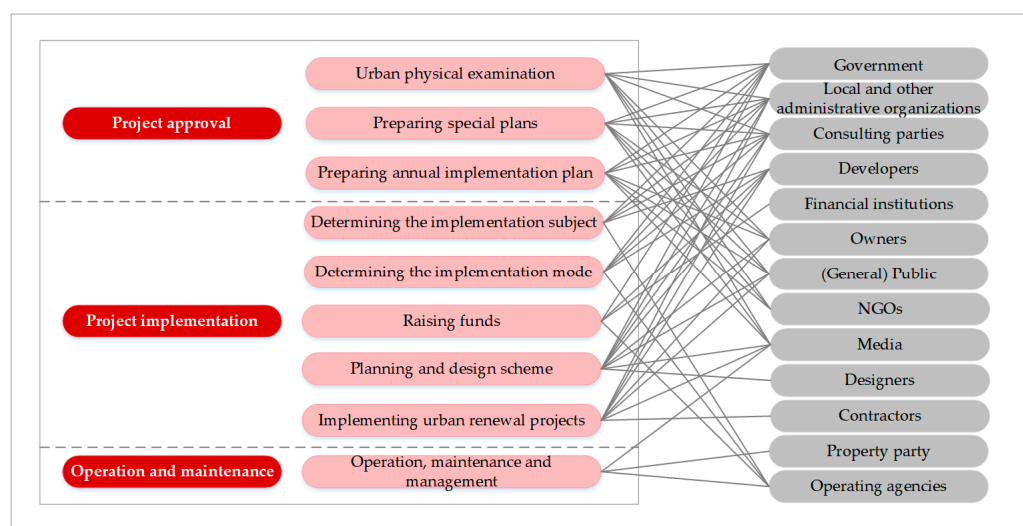 Project approval
Urban physical examination
Preparing special plans
Preparing annual implementation plan
Project implementation
Determining the implementation subject
Determining the implementation mode
Raising funds
Planning and design scheme
Implementing urban renewal projects
Operation and maintenance
Operation, maintenance and
management
Government
Local and other
administrative organizations
Consulting parties
Developers
Financial institutions
Owners
(General) Public
NGOs
Media
Designers
Contractors
Property party
Operating agencies